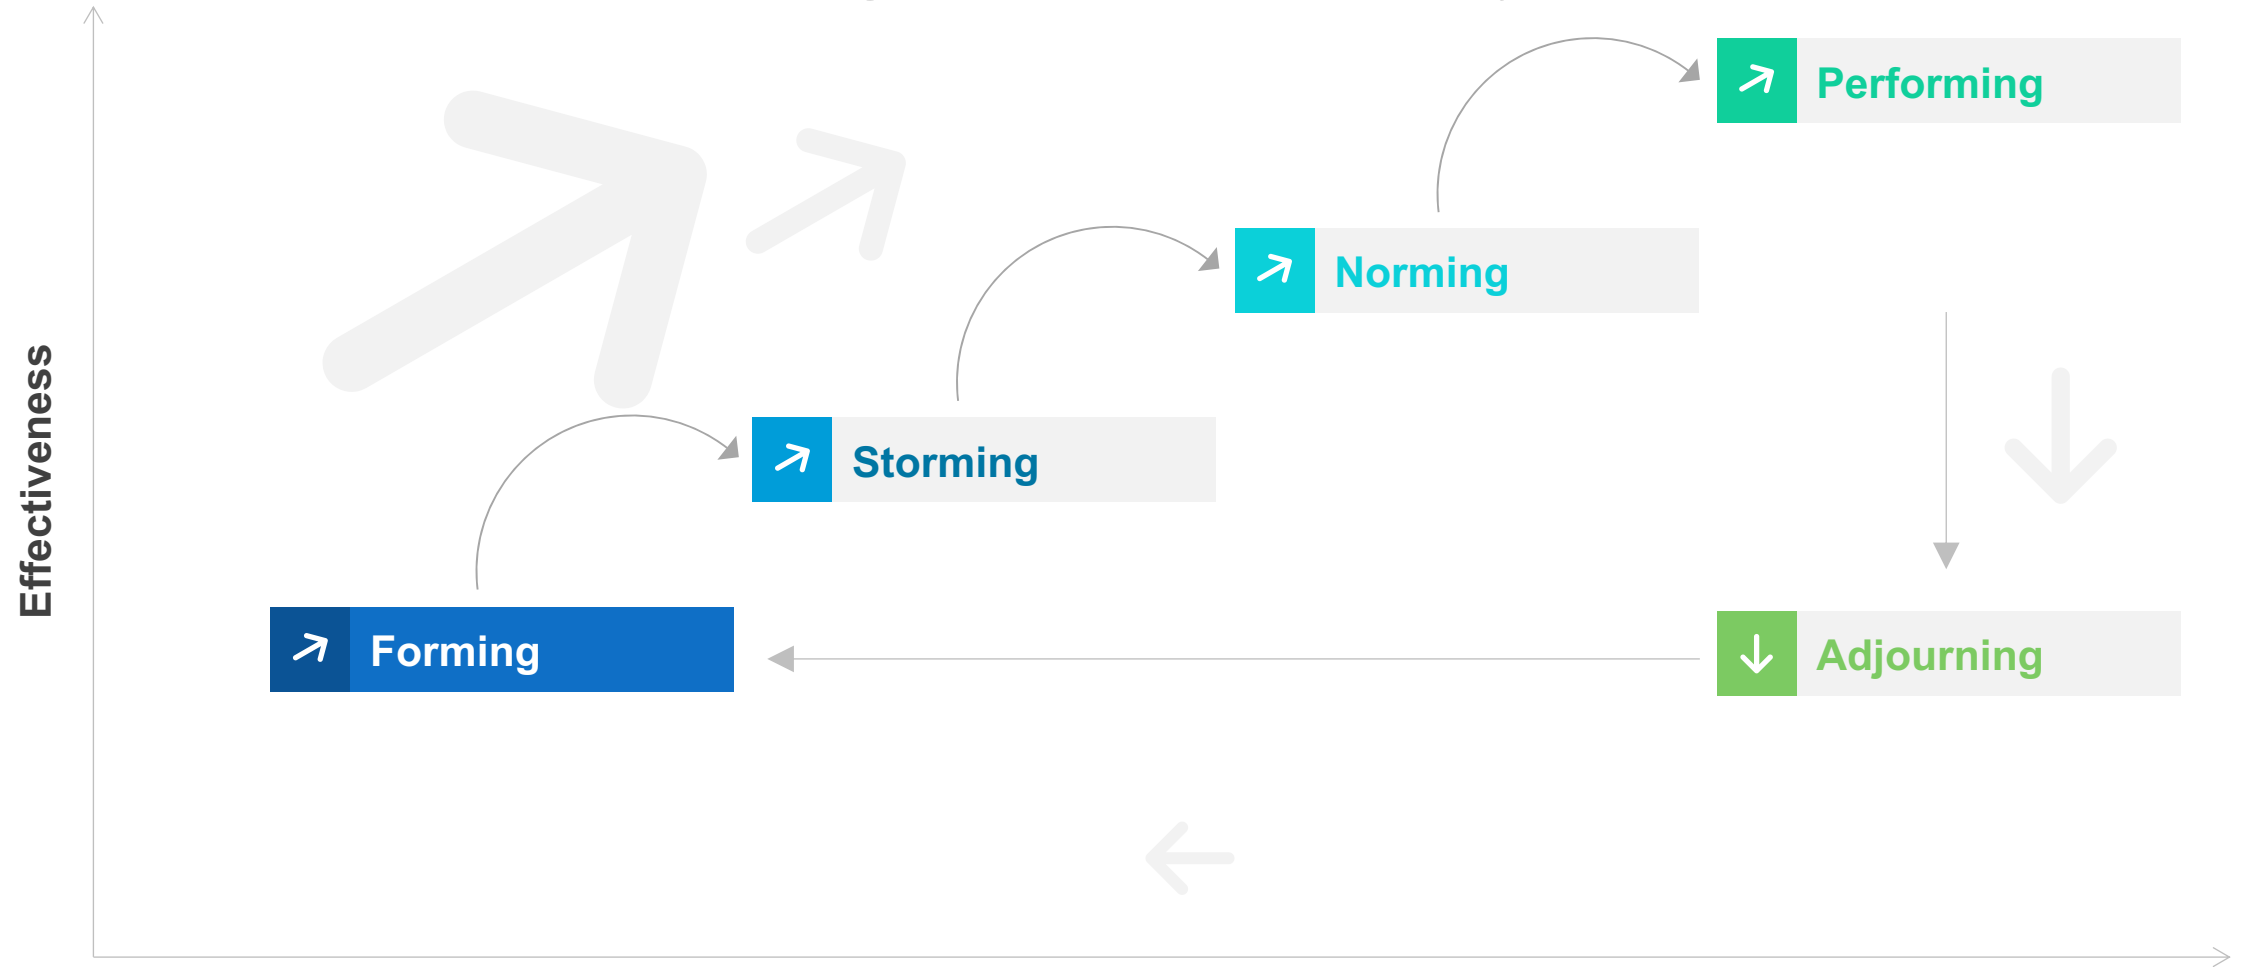 Performing
Norming
Effectiveness
Storming
Forming
Adjourning